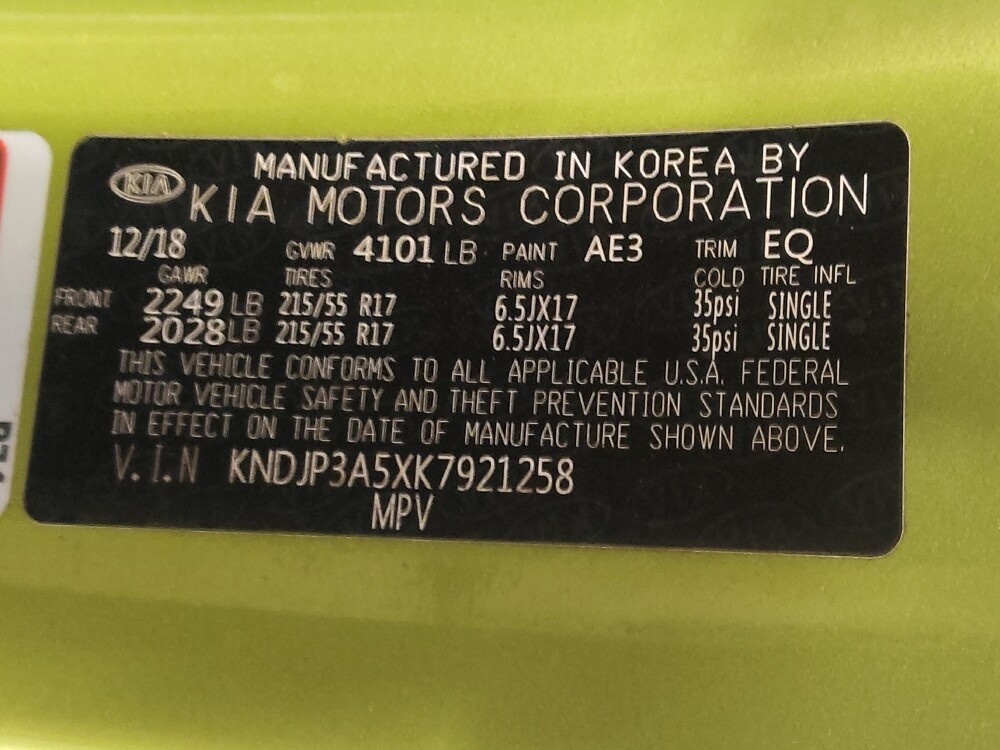 KIA
MANUFACTURED IN KOREA BY
KIA MOTORS CORPORATION
12/18 GVWR 4101 LB PAINT AE3 TRIM EQ
GAWR TIRES RIMS COLD TIRE INFL
FRONT 2249 LB 215/55 R17 6.5JX17 35psi SINGLE
REAR 2028 LB 215/55 R17 6.5JX17 35psi SINGLE
THIS VEHICLE CONFORMS TO ALL APPLICABLE U.S.A. FEDERAL
MOTOR VEHICLE SAFETY AND THEFT PREVENTION STANDARDS
IN EFFECT ON THE DATE OF MANUFACTURE SHOWN ABOVE.
V.I.N KNDJP3A5XK7921258
MPV